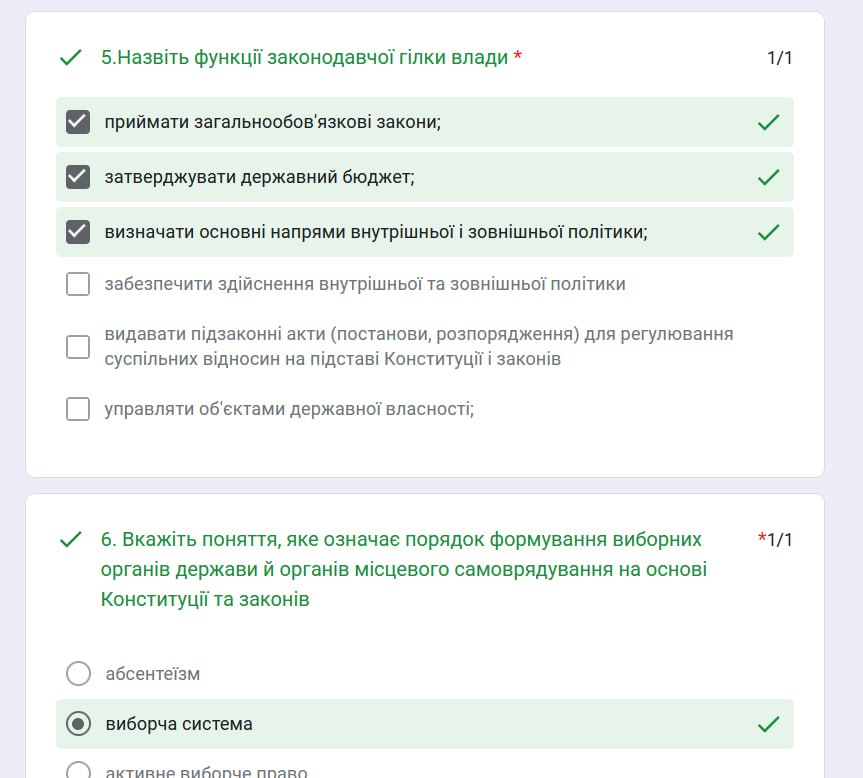 5.Назвіть функції законодавчої гілки влади *
1/1
приймати загальнообов'язкові закони;
затверджувати державний бюджет;
визначати основні напрями внутрішньої і зовнішньої політики;
забезпечити здійснення внутрішньої та зовнішньої політики
видавати підзаконні акти (постанови, розпорядження) для регулювання
суспільних відносин на підставі Конституції і законів
управляти об'єктами державної власності;
6. Вкажіть поняття, яке означає порядок формування виборних
*1/1
органів держави й органів місцевого самоврядування на основі
Конституції та законів
абсентеїзм
виборча система
активне виборче право